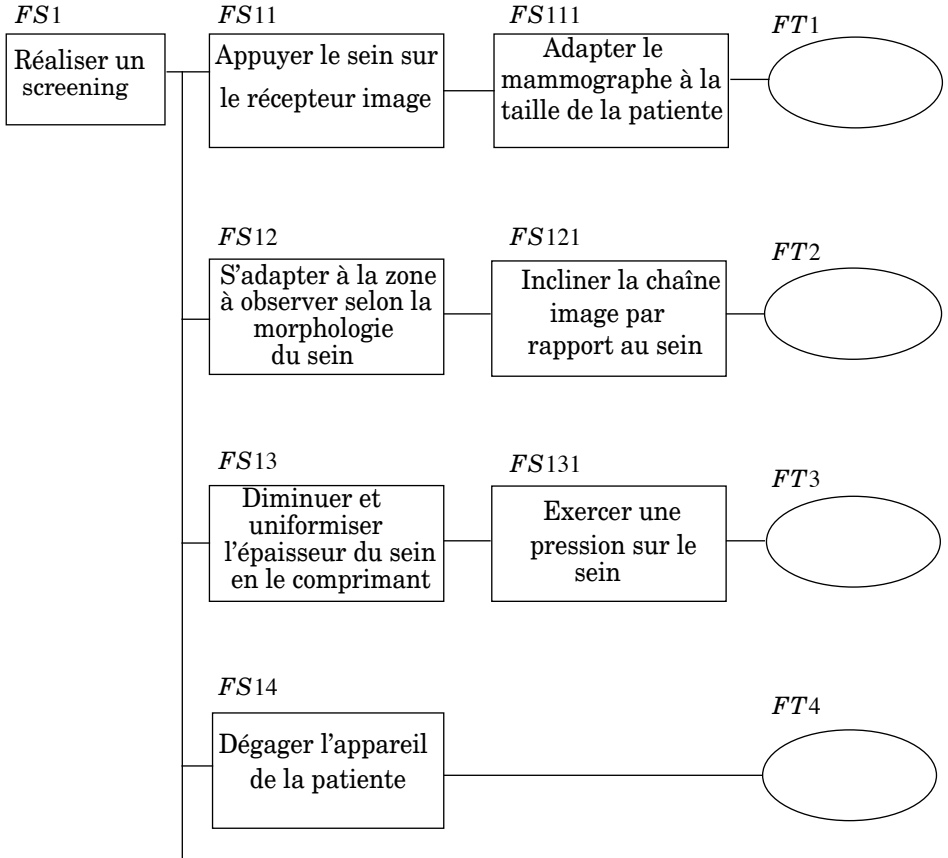 FS1
Réaliser un
screening
FS11
Appuyer le sein sur
le récepteur image
FS111
Adapter le
mammographe à la
taille de la patiente
FT1
FS12
S'adapter à la zone
à observer selon la
morphologie
du sein
FS121
Incliner la chaîne
image par
rapport au sein
FT2
FS13
Diminuer et
uniformiser
l'épaisseur du sein
en le comprimant
FS131
Exercer une
pression sur le
sein
FT3
FS14
Dégager l'appareil
de la patiente
FT4